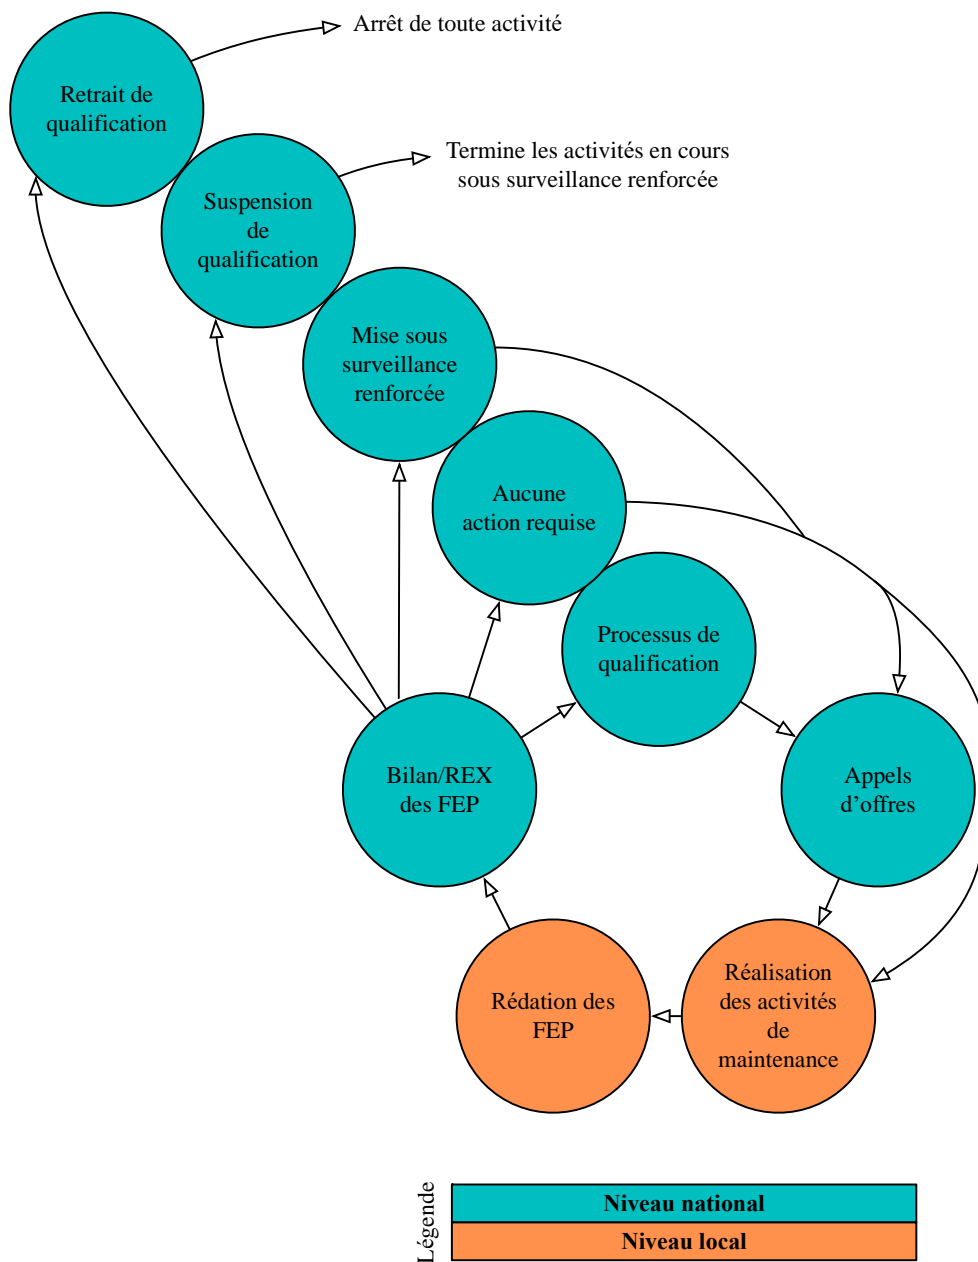 Arrêt de toute activité
Retrait de
qualification
Termine les activités en cours
sous surveillance renforcée
Suspension
de
qualification
Mise sous
surveillance
renforcée
Aucune
action requise
Processus de
qualification
Bilan/REX
des FEP
Appels
d’offres
Rédation des
FEP
Réalisation
des activités
de
maintenance
Légende
Niveau national
Niveau local